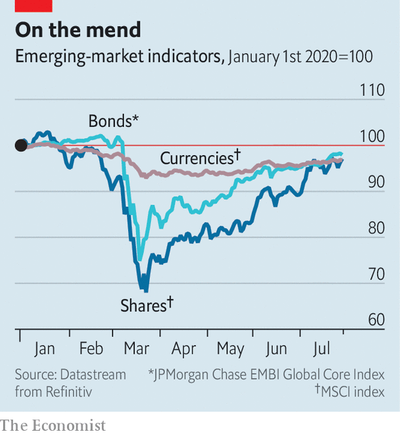 On the mend
Emerging-market indicators, January 1st 2020=100
110
Bonds*
100
Currencies†
90
80
70
Shares†
60
Jan Feb Mar Apr May Jun Jul
Source: Datastream from Refinitiv
*JPMorgan Chase EMBI Global Core Index
†MSCI index
The Economist